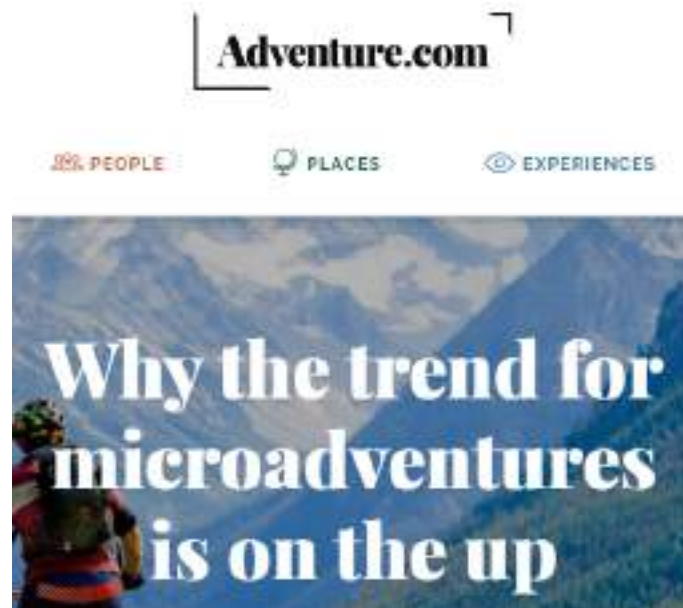 Adventure.com
PEOPLE PLACES EXPERIENCES
Why the trend for
microadventures
is on the up